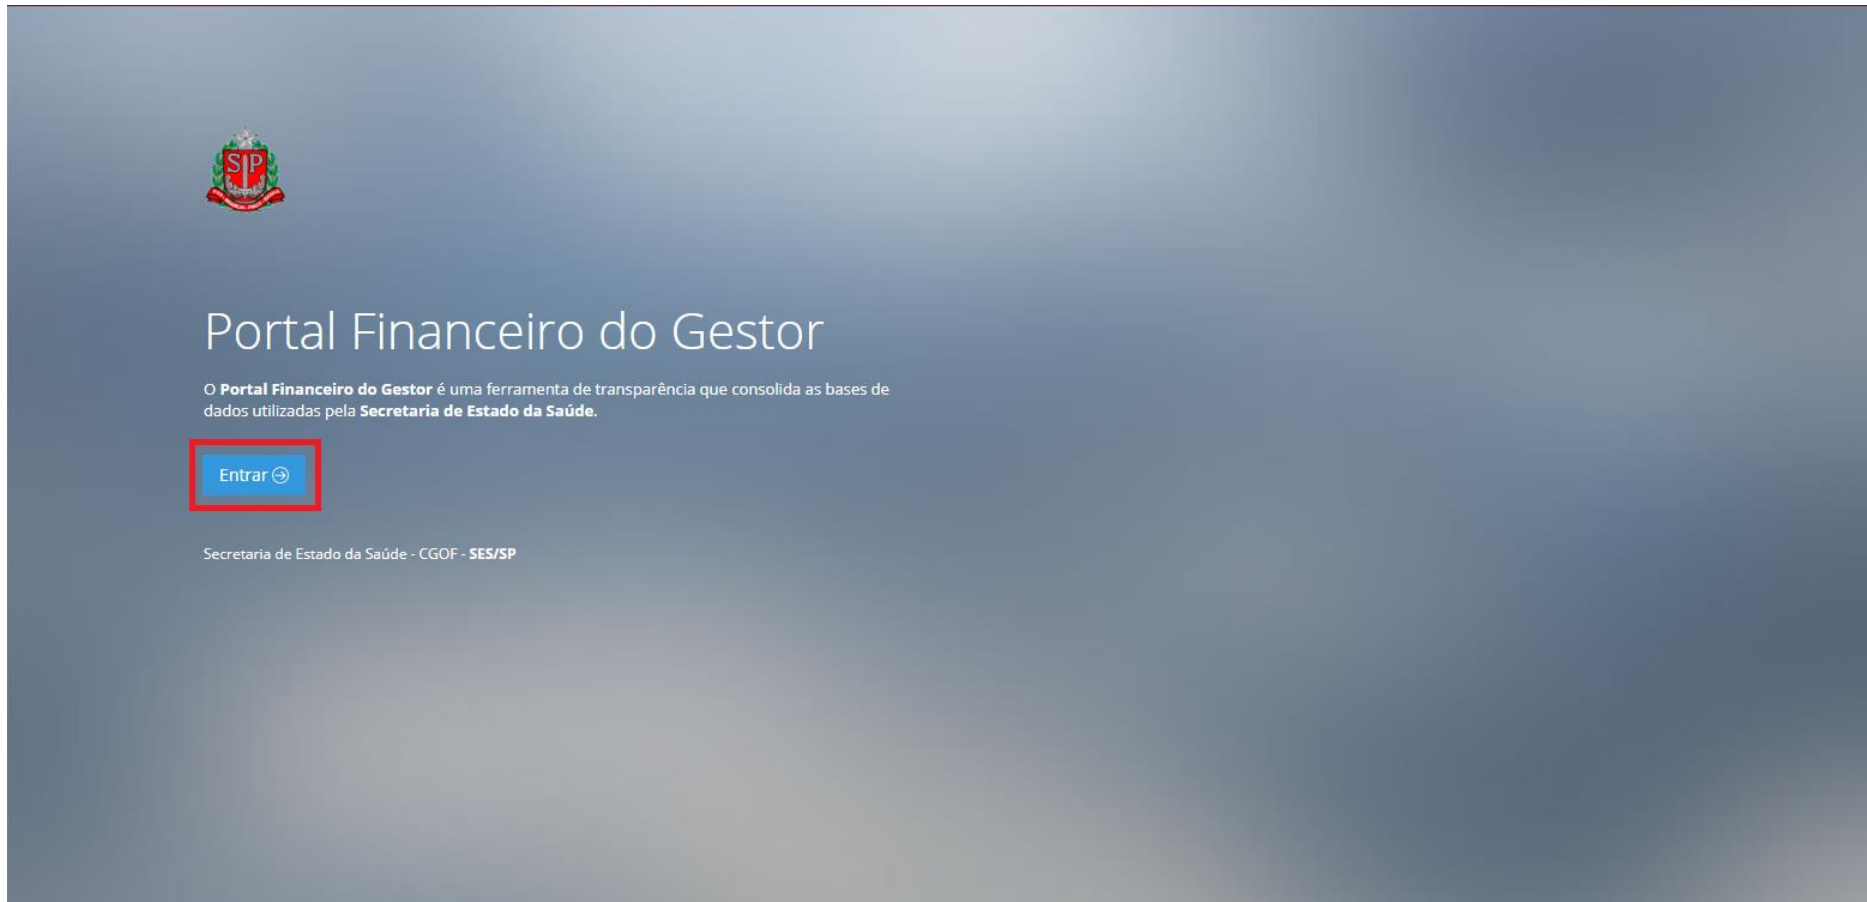 SP
Portal Financeiro do Gestor
O Portal Financeiro do Gestor é uma ferramenta de transparência que consolida as bases de
dados utilizadas pela Secretaria de Estado da Saúde.
Entrar
Secretaria de Estado da Saúde - CGOF - SES/SP